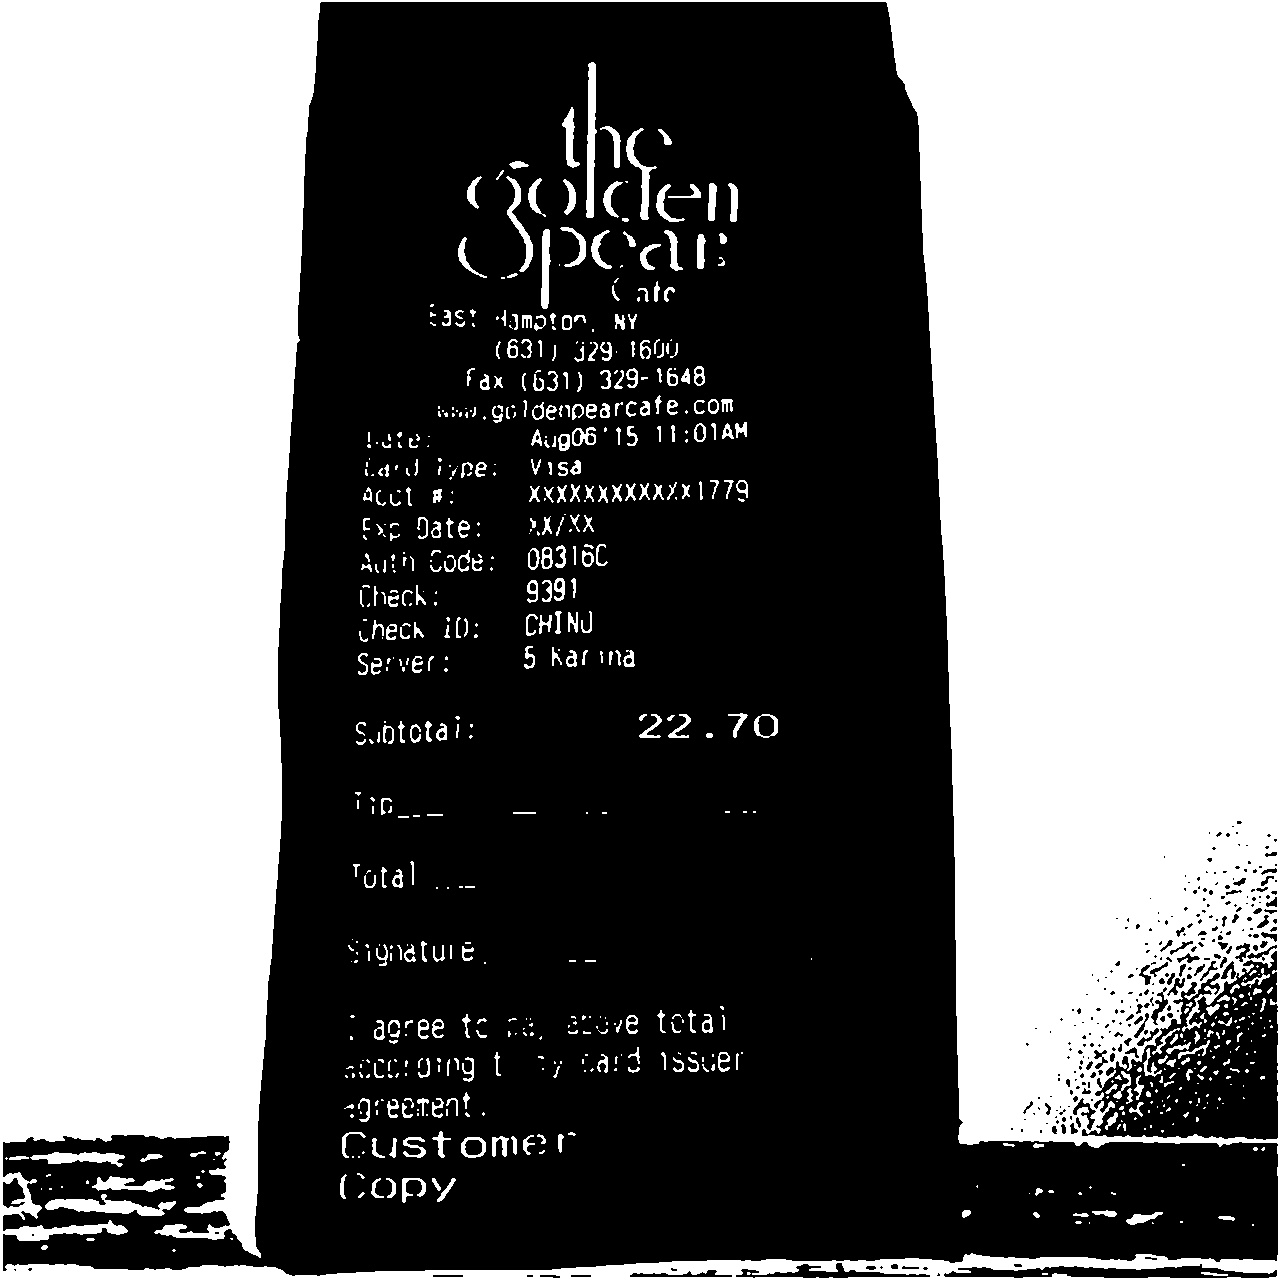 the
golden
pear
Cafe
East Hampton, NY
(631) 329-1600
Fax (631) 329-1648
www.goldenpearcafe.com
Date: Aug06'15 11:01AM
Card Type: Visa
Acct #: XXXXXXXXXXXX1779
Exp Date: XX/XX
Auth Code: 08316C
Check: 9391
Check ID: CHINO
Server: 5 Karina
Subtotal: 22.70
Tip
Total
Signature
I agree to pay above total
according to my card issuer
agreement.
Customer
Copy